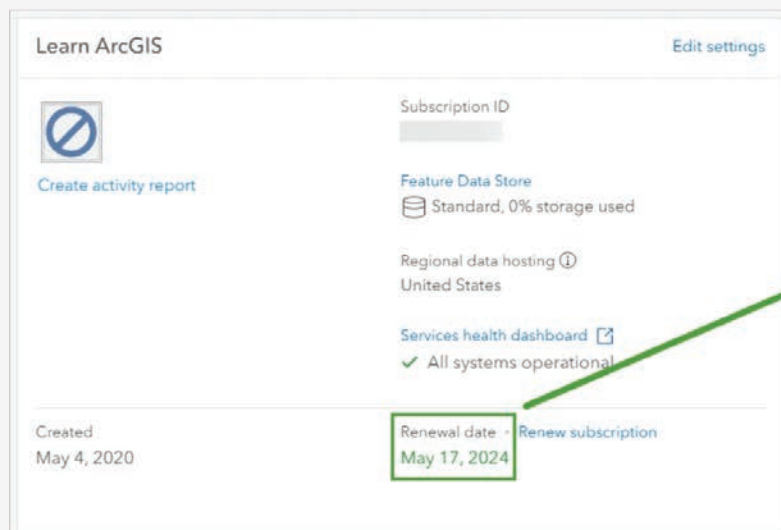 Learn ArcGIS
Edit settings
Create activity report
Subscription ID
Feature Data Store
Standard, 0% storage used
Regional data hosting
United States
Services health dashboard
All systems operational
Created
May 4, 2020
Renewal date · Renew subscription
May 17, 2024